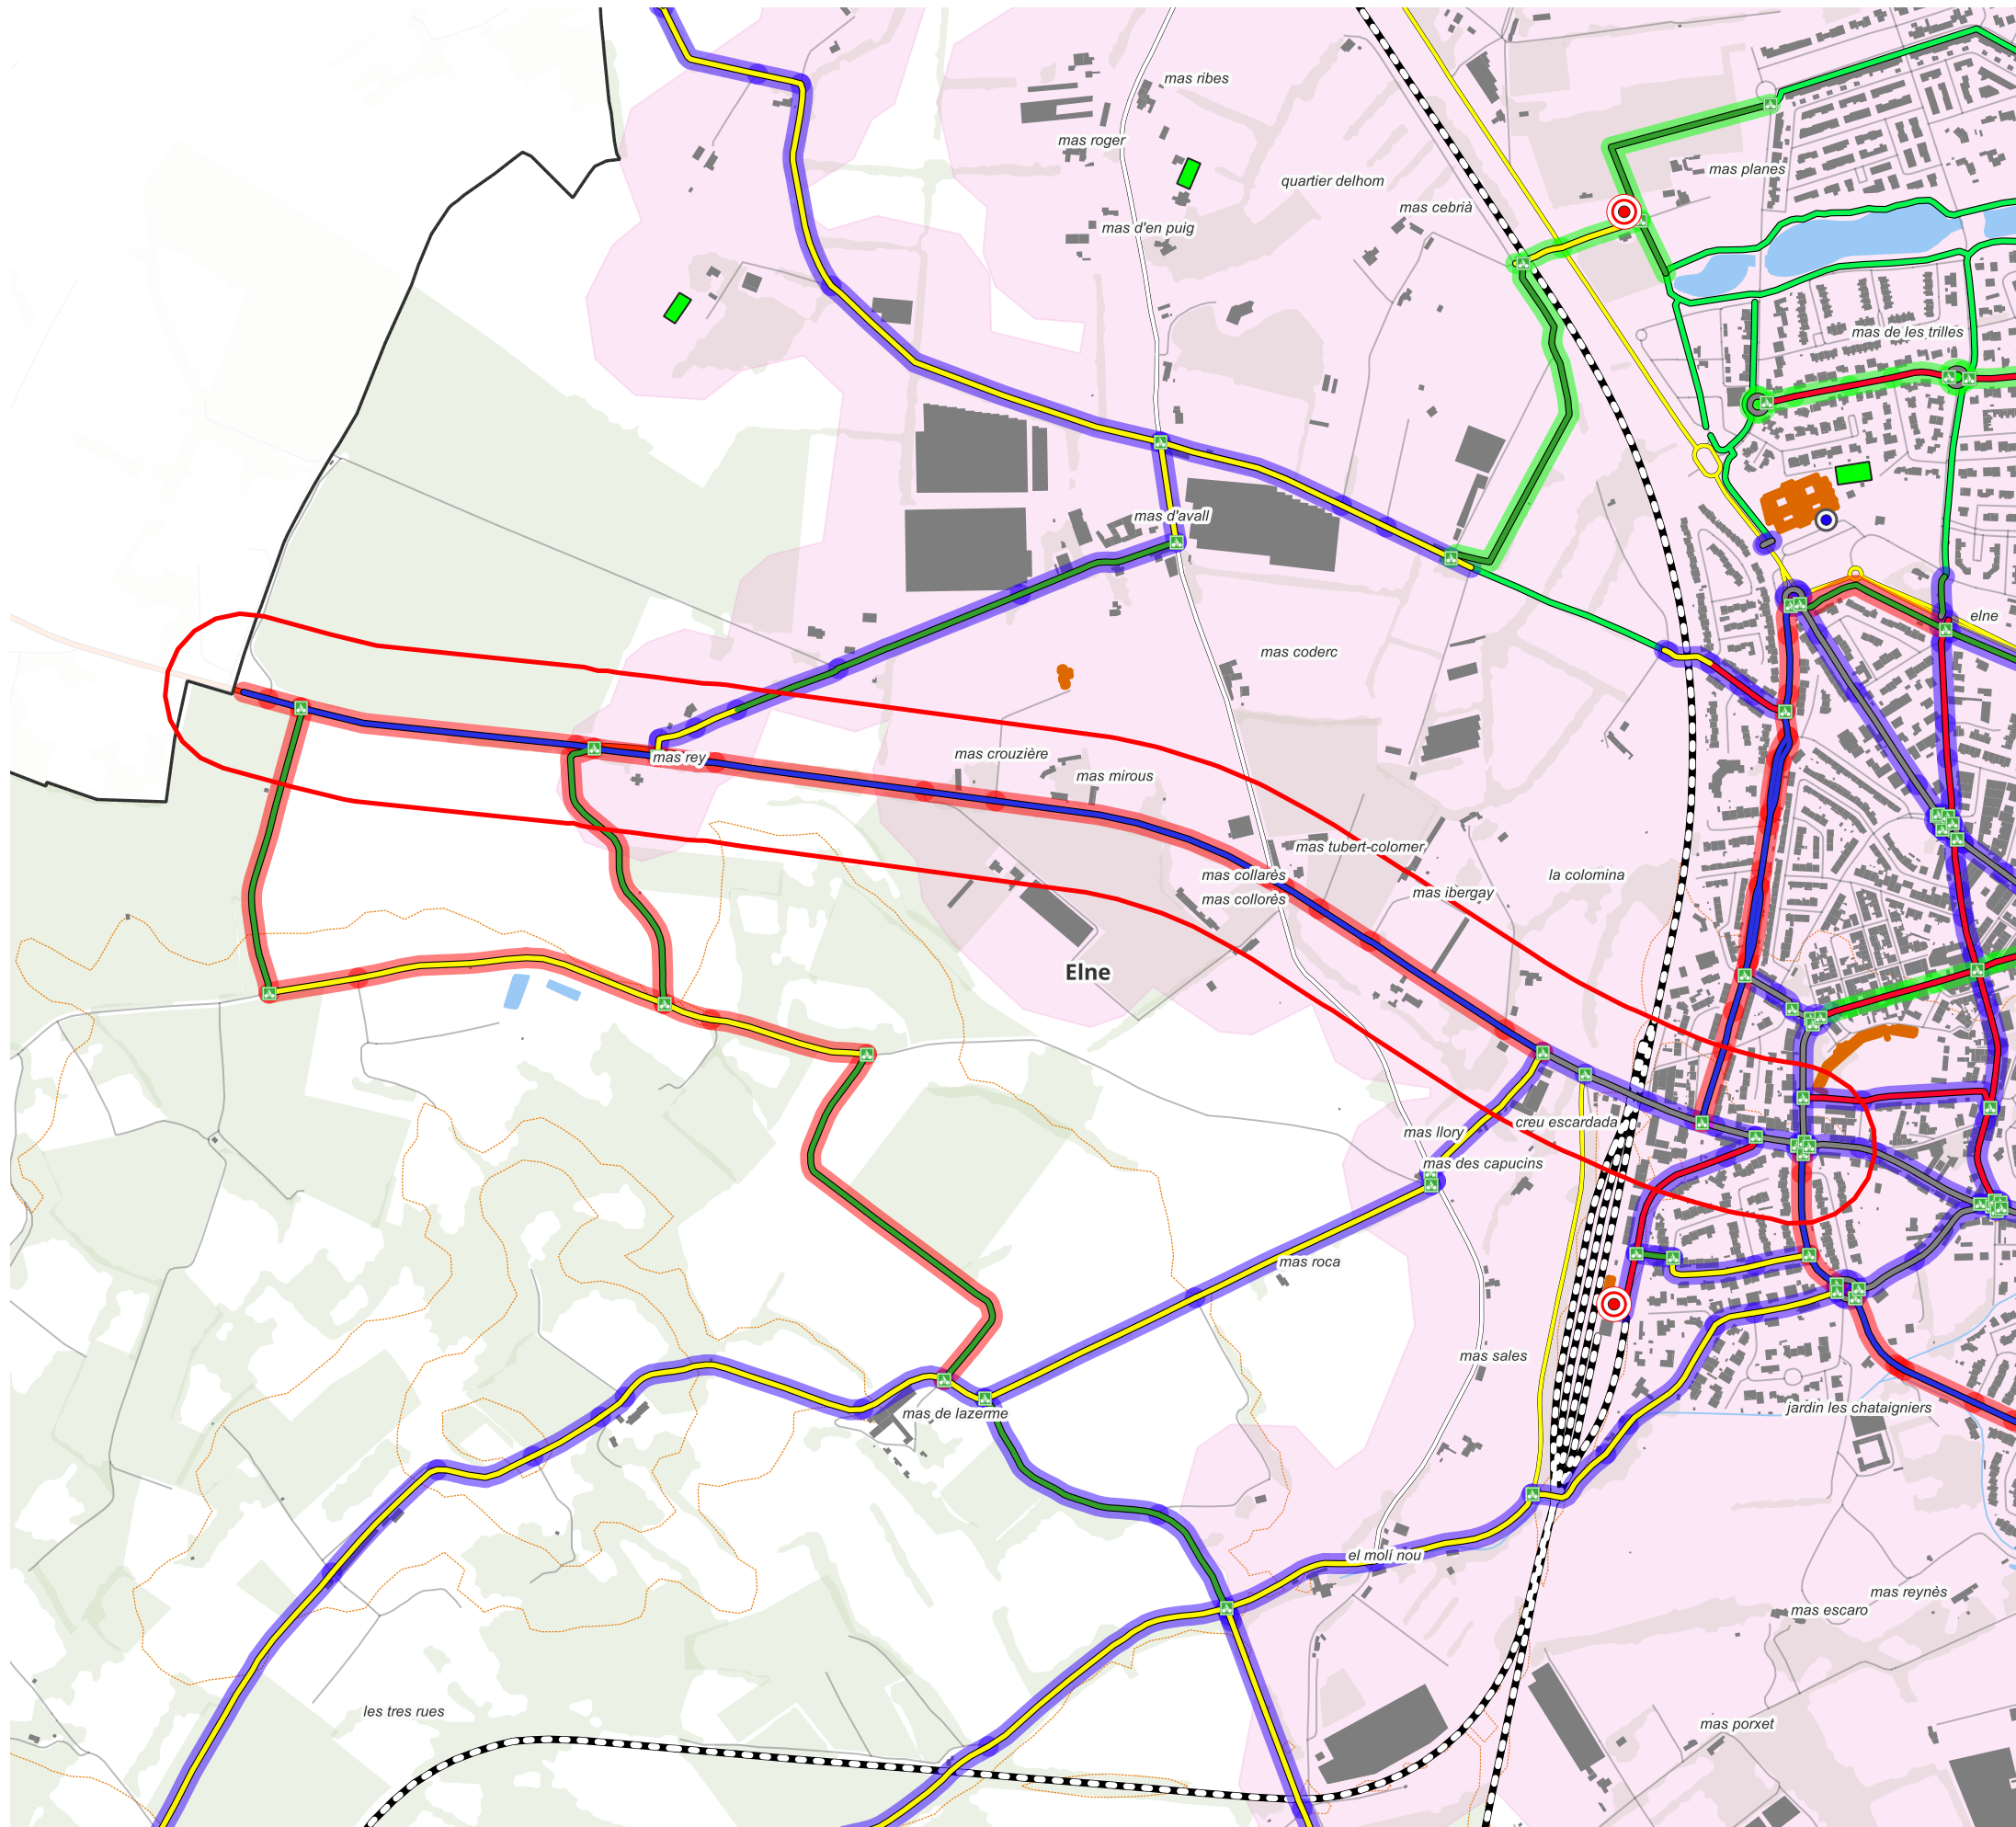 mas ribes
mas roger
mas planes
quartier delhom
mas cebrià
mas d'en puig
mas de les trilles
mas d'avall
elne
mas coderc
mas crouzière
mas rey
mas mirous
mas tubert-colomer
mas collarès
la colomina
mas ibergay
mas collorès
Elne
creu escardada
mas llory
mas des capucins
mas roca
mas sales
jardin les chataigniers
mas de lazerme
el molí nou
mas reynès
mas escaro
les tres rues
mas porxet